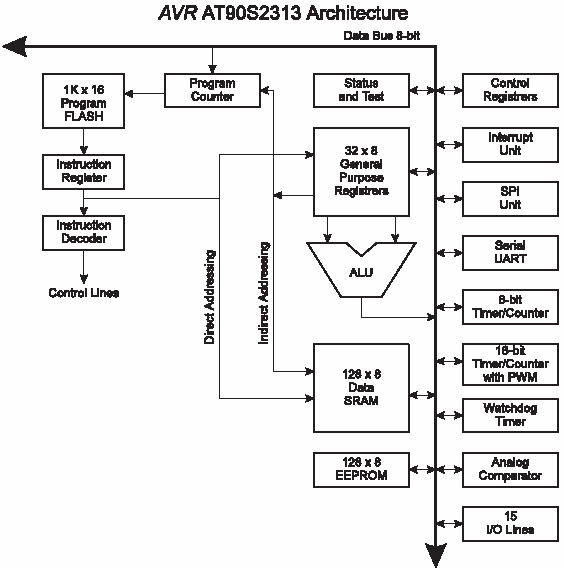 AVR AT90S2313 Architecture
Data Bus 8-bit
1K x 16
Program
FLASH
Program
Counter
Status
and Test
Control
Registrers
Instruction
Register
32 x 8
General
Purpose
Registrers
Interrupt
Unit
SPI
Unit
Instruction
Decoder
Serial
UART
ALU
Control Lines
Direct Addressing
Indirect Addressing
8-bit
Timer/Counter
128 x 8
Data
SRAM
16-bit
Timer/Counter
with PWM
Watchdog
Timer
128 x 8
EEPROM
Analog
Comparator
15
I/O Lines